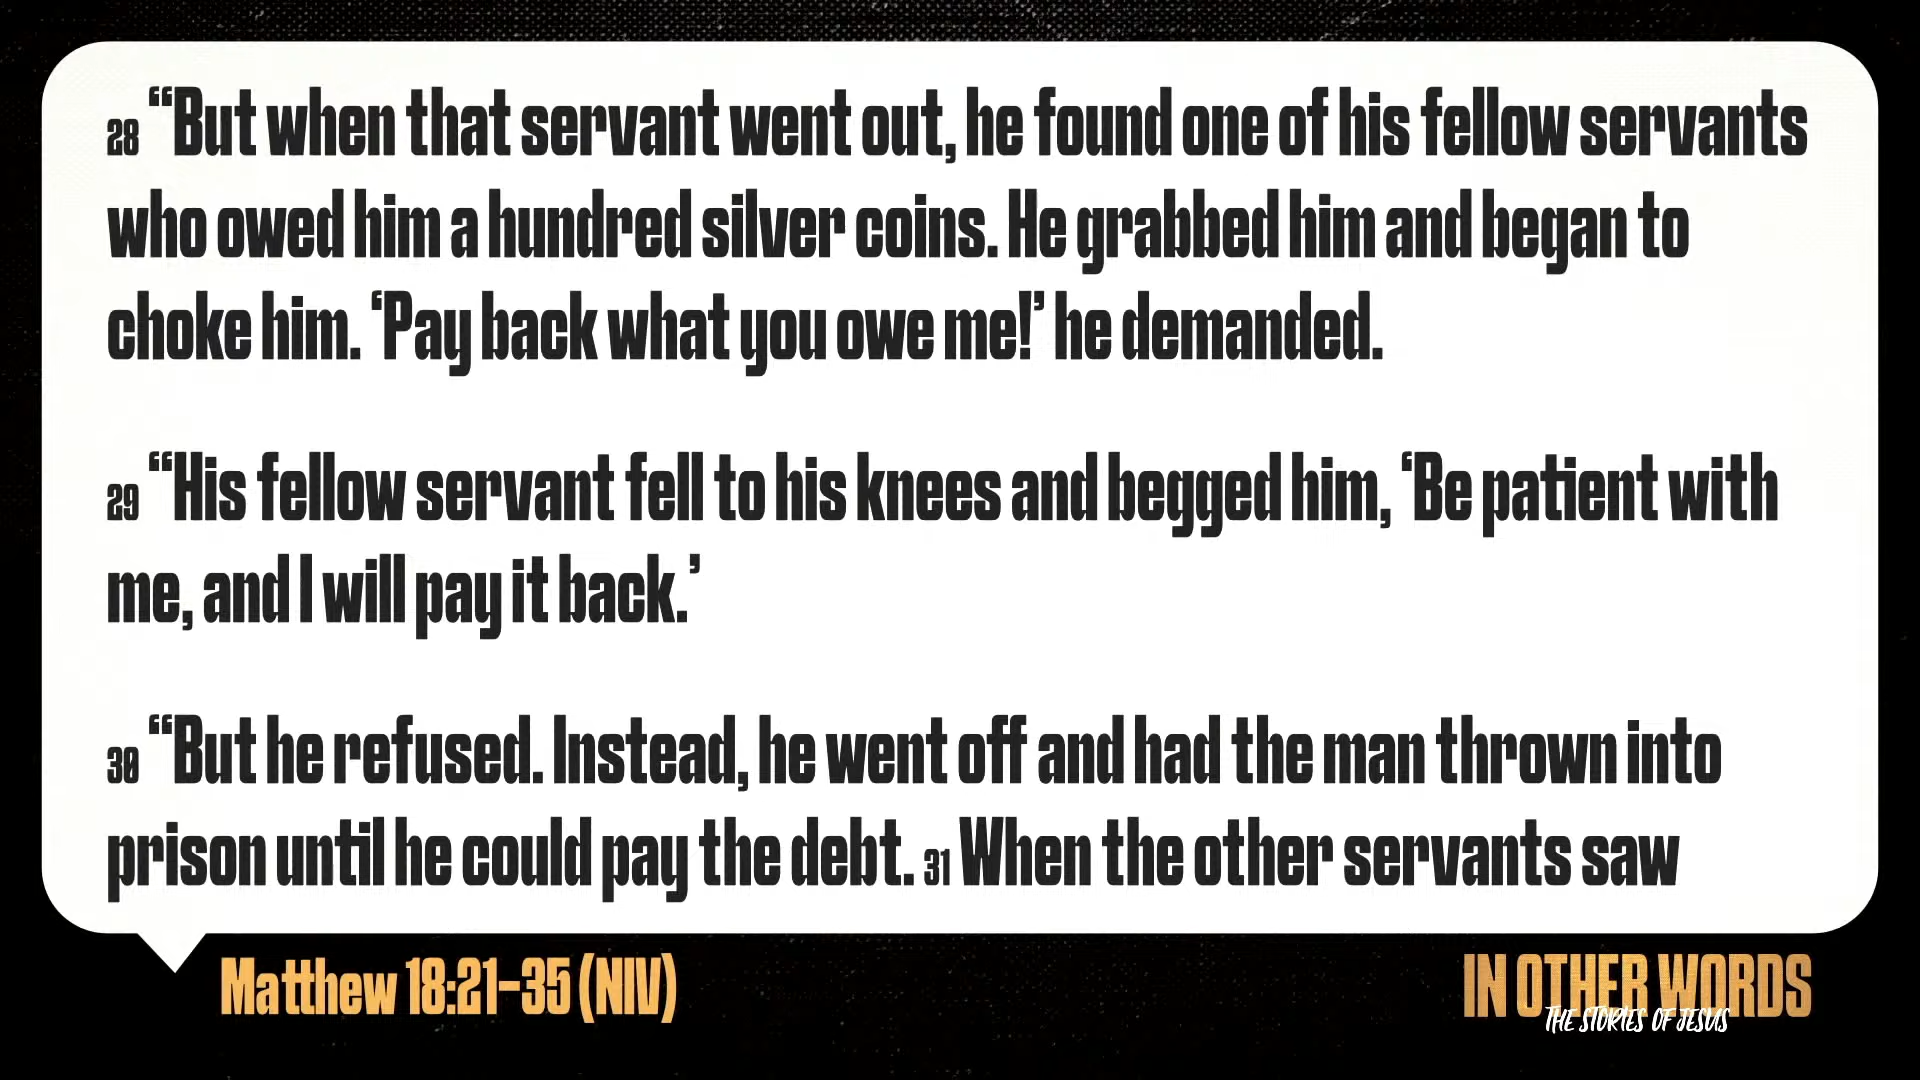 28 “But when that servant went out, he found one of his fellow servants
who owed him a hundred silver coins. He grabbed him and began to
choke him. ‘Pay back what you owe me!’ he demanded.
29 “His fellow servant fell to his knees and begged him, ‘Be patient with
me, and I will pay it back.’
30 “But he refused. Instead, he went off and had the man thrown into
prison until he could pay the debt. 31 When the other servants saw
Matthew 18:21–35 (NIV)
IN OTHER WORDS
THE STORIES OF JESUS